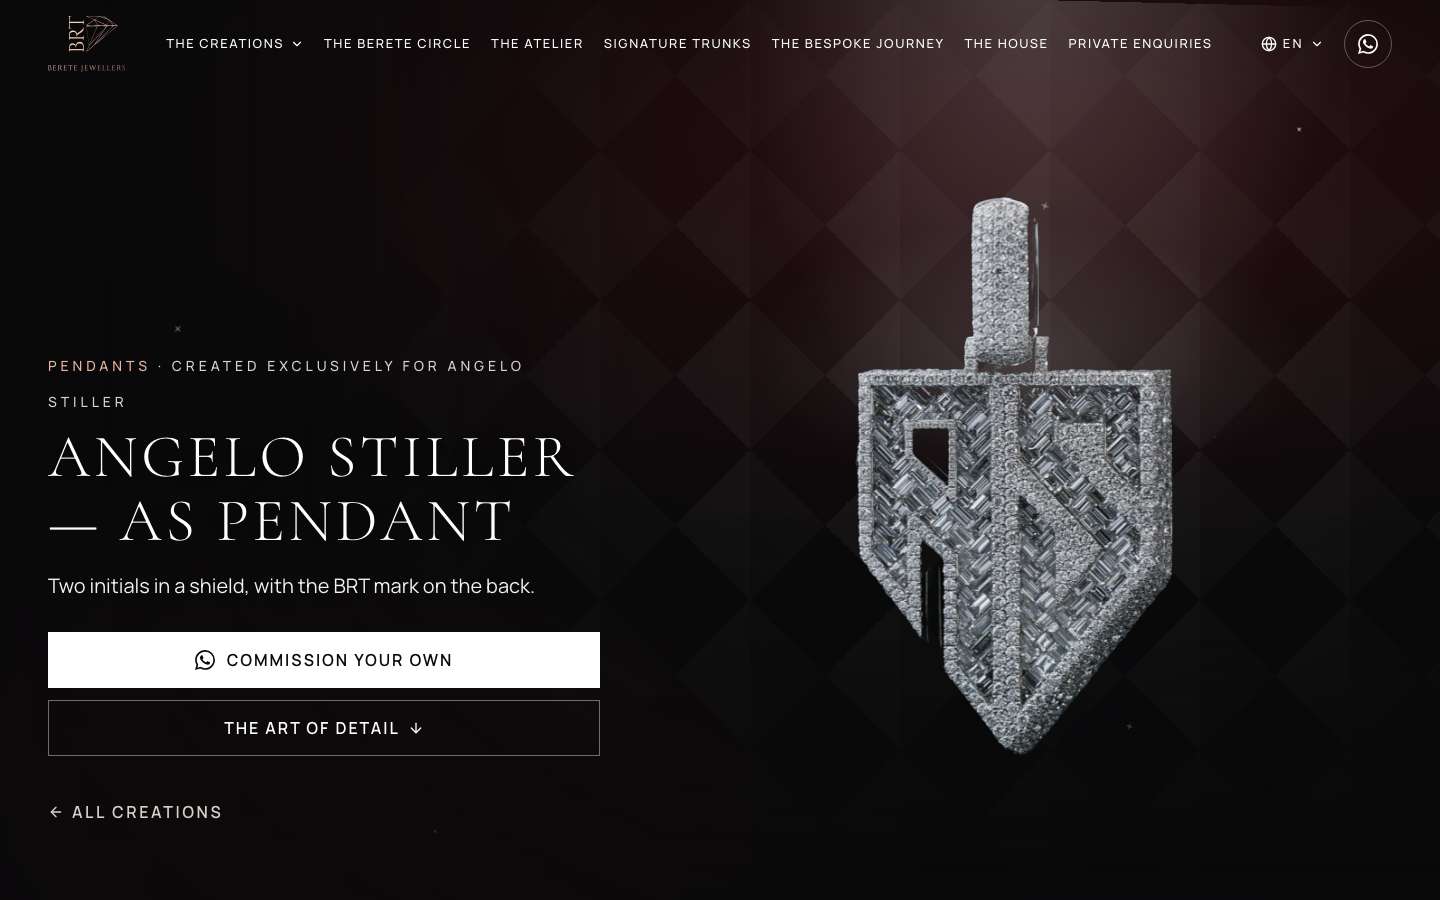 BRT
BERETE JEWELLERS
THE CREATIONS
THE BERETE CIRCLE
THE ATELIER
SIGNATURE TRUNKS
THE BESPOKE JOURNEY
THE HOUSE
PRIVATE ENQUIRIES
EN
PENDANTS · CREATED EXCLUSIVELY FOR ANGELO
STILLER
ANGELO STILLER
— AS PENDANT
Two initials in a shield, with the BRT mark on the back.
COMMISSION YOUR OWN
THE ART OF DETAIL ↓
← ALL CREATIONS